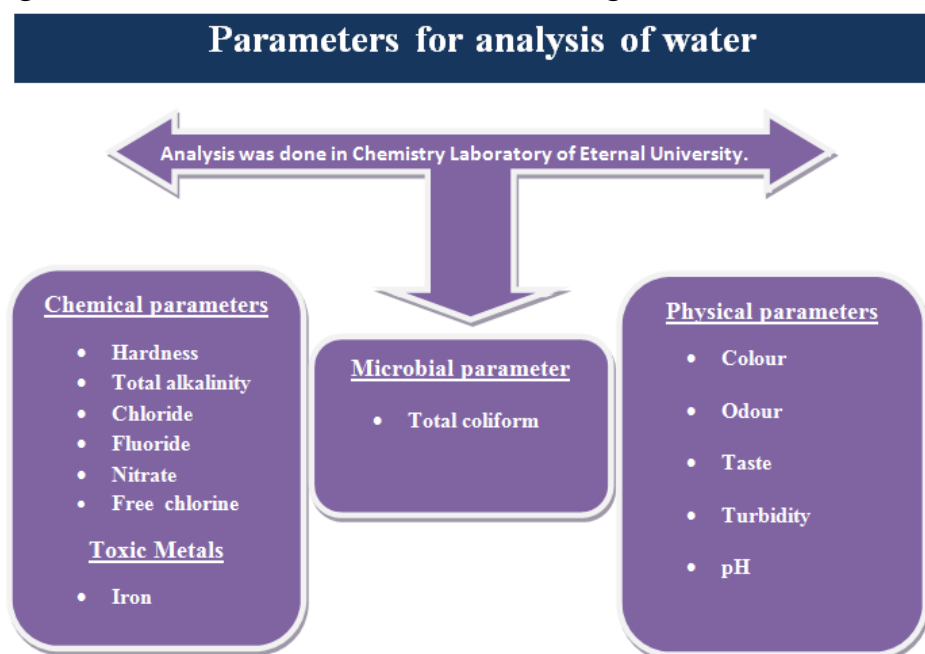 Parameters for analysis of water
Analysis was done in Chemistry Laboratory of Eternal University.
Chemical parameters
• Hardness
• Total alkalinity
• Chloride
• Fluoride
• Nitrate
• Free chlorine
Toxic Metals
• Iron
Microbial parameter
• Total coliform
Physical parameters
• Colour
• Odour
• Taste
• Turbidity
• pH